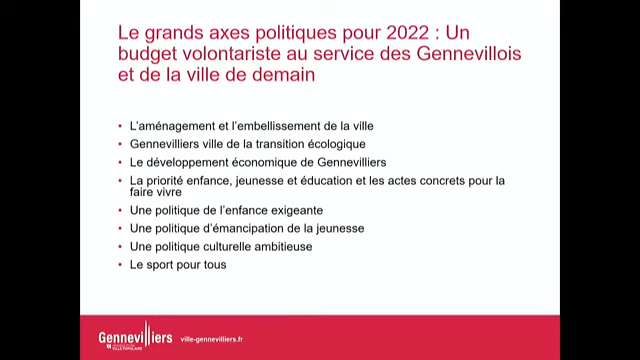 Le grands axes politiques pour 2022 : Un
budget volontariste au service des Gennevillois
et de la ville de demain
• L’aménagement et l’embellissement de la ville
• Gennevilliers ville de la transition écologique
• Le développement économique de Gennevilliers
• La priorité enfance, jeunesse et éducation et les actes concrets pour la
faire vivre
• Une politique de l’enfance exigeante
• Une politique d’émancipation de la jeunesse
• Une politique culturelle ambitieuse
• Le sport pour tous
Gennevilliers
VILLE POPULAIRE
ville-gennevilliers.fr